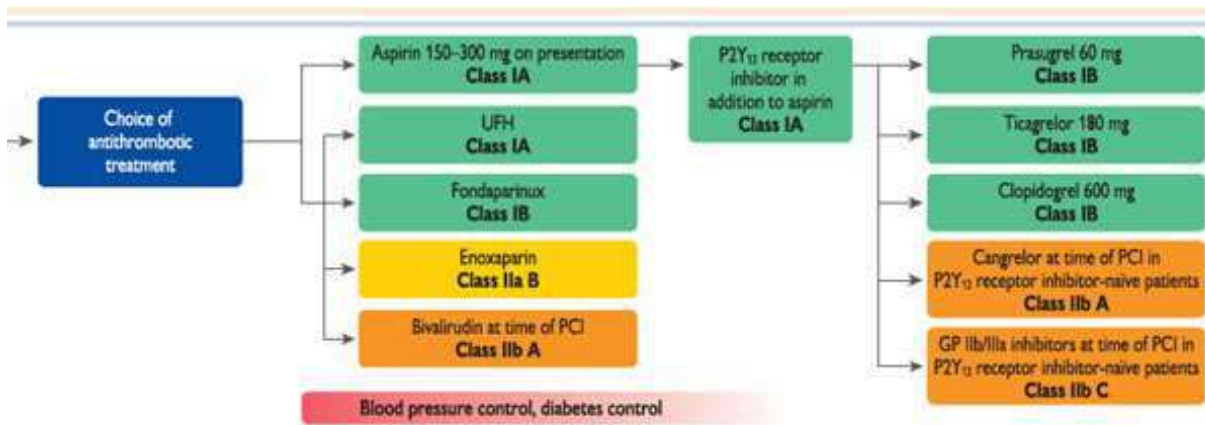 Choice of
antithrombotic
treatment
Aspirin 150–300 mg on presentation
Class IA
UFH
Class IA
Fondaparinux
Class IB
Enoxaparin
Class IIa B
Bivalirudin at time of PCI
Class IIb A
P2Y₁₂ receptor
inhibitor in
addition to aspirin
Class IA
Prasugrel 60 mg
Class IB
Ticagrelor 180 mg
Class IB
Clopidogrel 600 mg
Class IB
Cangrelor at time of PCI in
P2Y₁₂ receptor inhibitor-naïve patients
Class IIb A
GP IIb/IIIa inhibitors at time of PCI in
P2Y₁₂ receptor inhibitor-naïve patients
Class IIb C
Blood pressure control, diabetes control